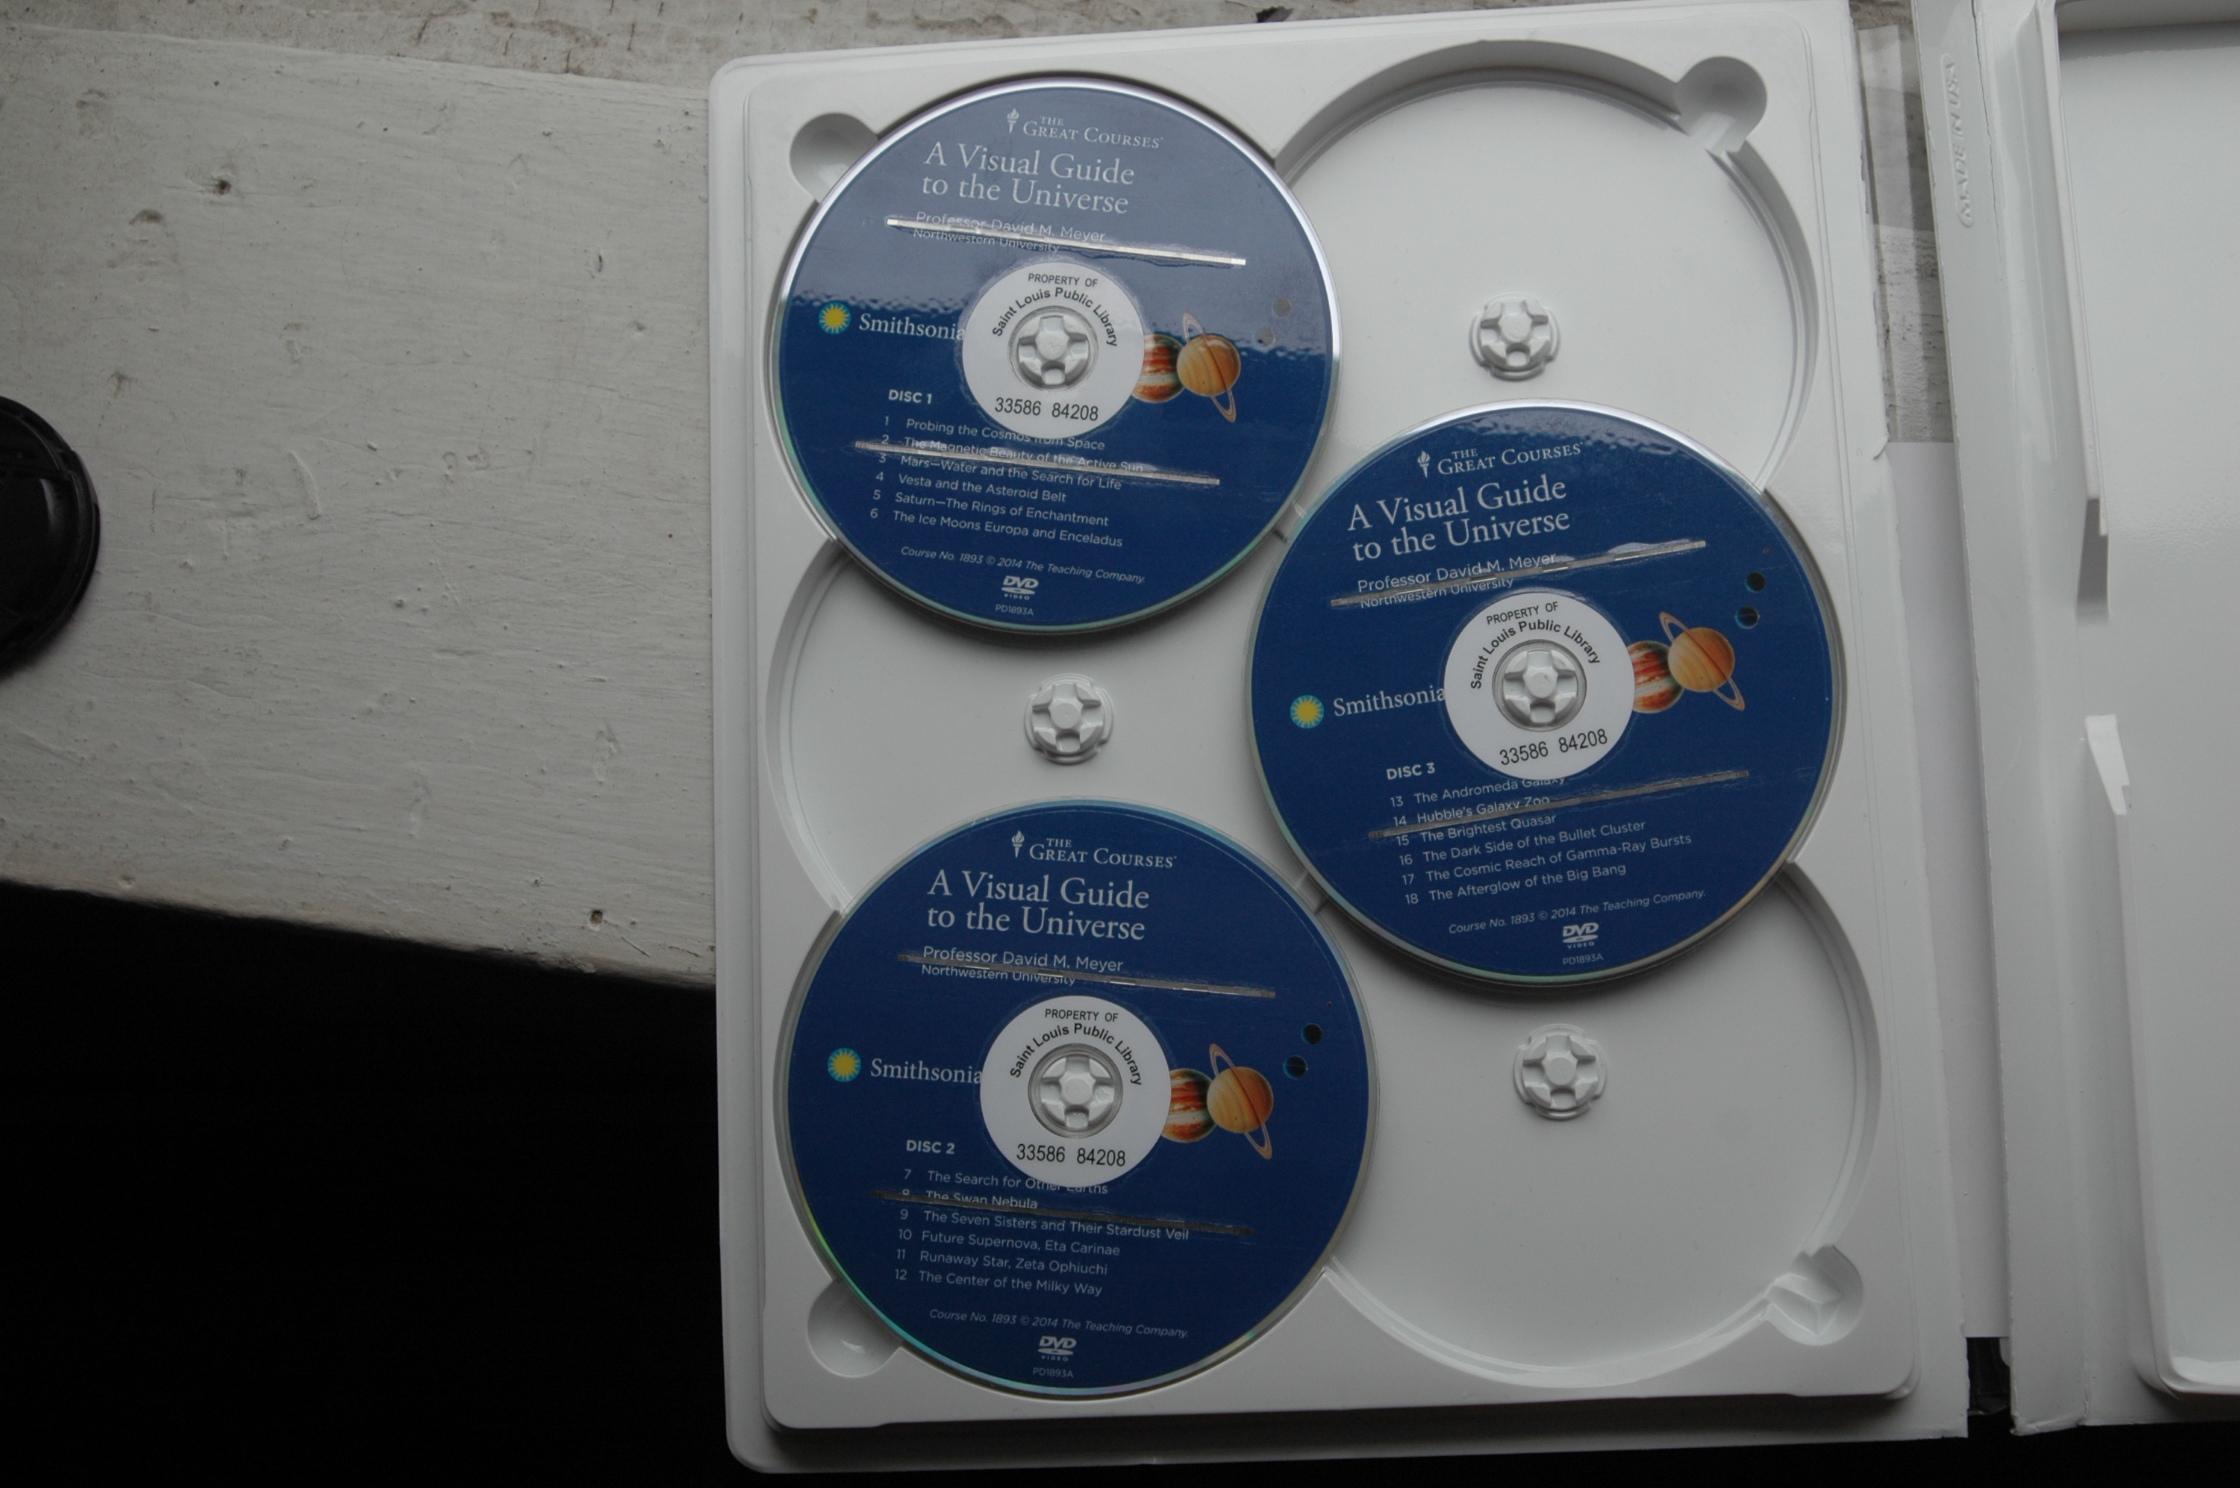 THE
GREAT COURSES
A Visual Guide
to the Universe
Professor David M. Meyer
Northwestern University
PROPERTY OF
Saint Louis Public Library
Smithsonia
33586 84208
DISC 1
1 Probing the Cosmos from Space
2 The Magnetic Beauty of the Active Sun
3 Mars—Water and the Search for Life
4 Vesta and the Asteroid Belt
5 Saturn—The Rings of Enchantment
6 The Ice Moons Europa and Enceladus
Course No. 1893 © 2014 The Teaching Company.
DVD
VIDEO
PD1893A
THE
GREAT COURSES
A Visual Guide
to the Universe
Professor David M. Meyer
Northwestern University
PROPERTY OF
Saint Louis Public Library
Smithsonia
33586 84208
DISC 3
13 The Andromeda Galaxy
14 Hubble's Galaxy Zoo
15 The Brightest Quasar
16 The Dark Side of the Bullet Cluster
17 The Cosmic Reach of Gamma-Ray Bursts
18 The Afterglow of the Big Bang
Course No. 1893 © 2014 The Teaching Company.
DVD
VIDEO
PD1893A
THE
GREAT COURSES
A Visual Guide
to the Universe
Professor David M. Meyer
Northwestern University
PROPERTY OF
Saint Louis Public Library
Smithsonia
33586 84208
DISC 2
7 The Search for Other Earths
8 The Swan Nebula
9 The Seven Sisters and Their Stardust Veil
10 Future Supernova, Eta Carinae
11 Runaway Star, Zeta Ophiuchi
12 The Center of the Milky Way
Course No. 1893 © 2014 The Teaching Company.
DVD
VIDEO
PD1893A
MADE IN USA